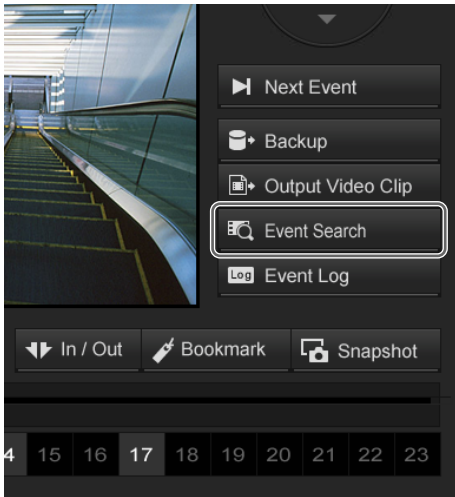 Next Event
Backup
Output Video Clip
Event Search
Log Event Log
In / Out Bookmark Snapshot
4 15 16 17 18 19 20 21 22 23